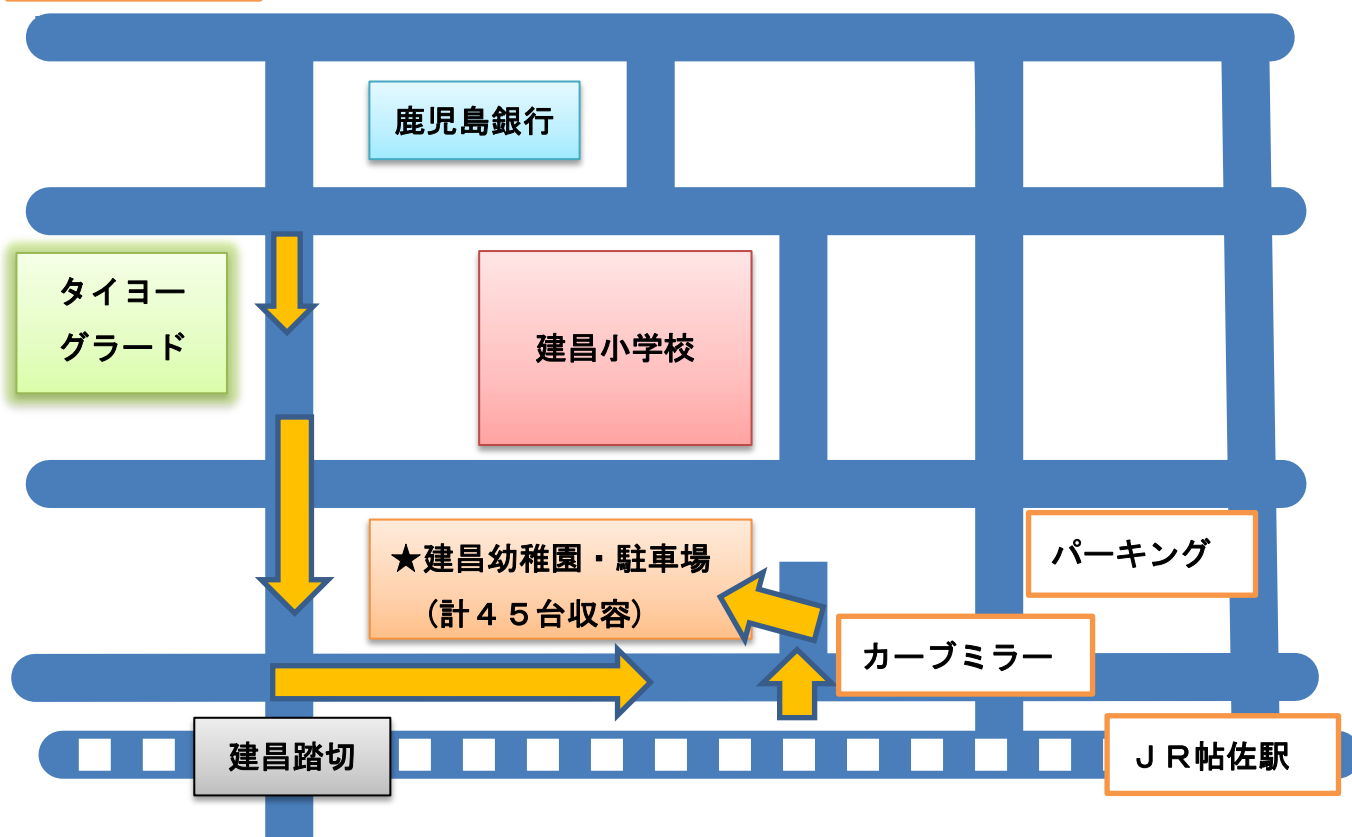 鹿児島銀行
タイヨー
グラード
建昌小学校
★建昌幼稚園・駐車場
(計４５台収容)
パーキング
カーブミラー
建昌踏切
ＪＲ帖佐駅